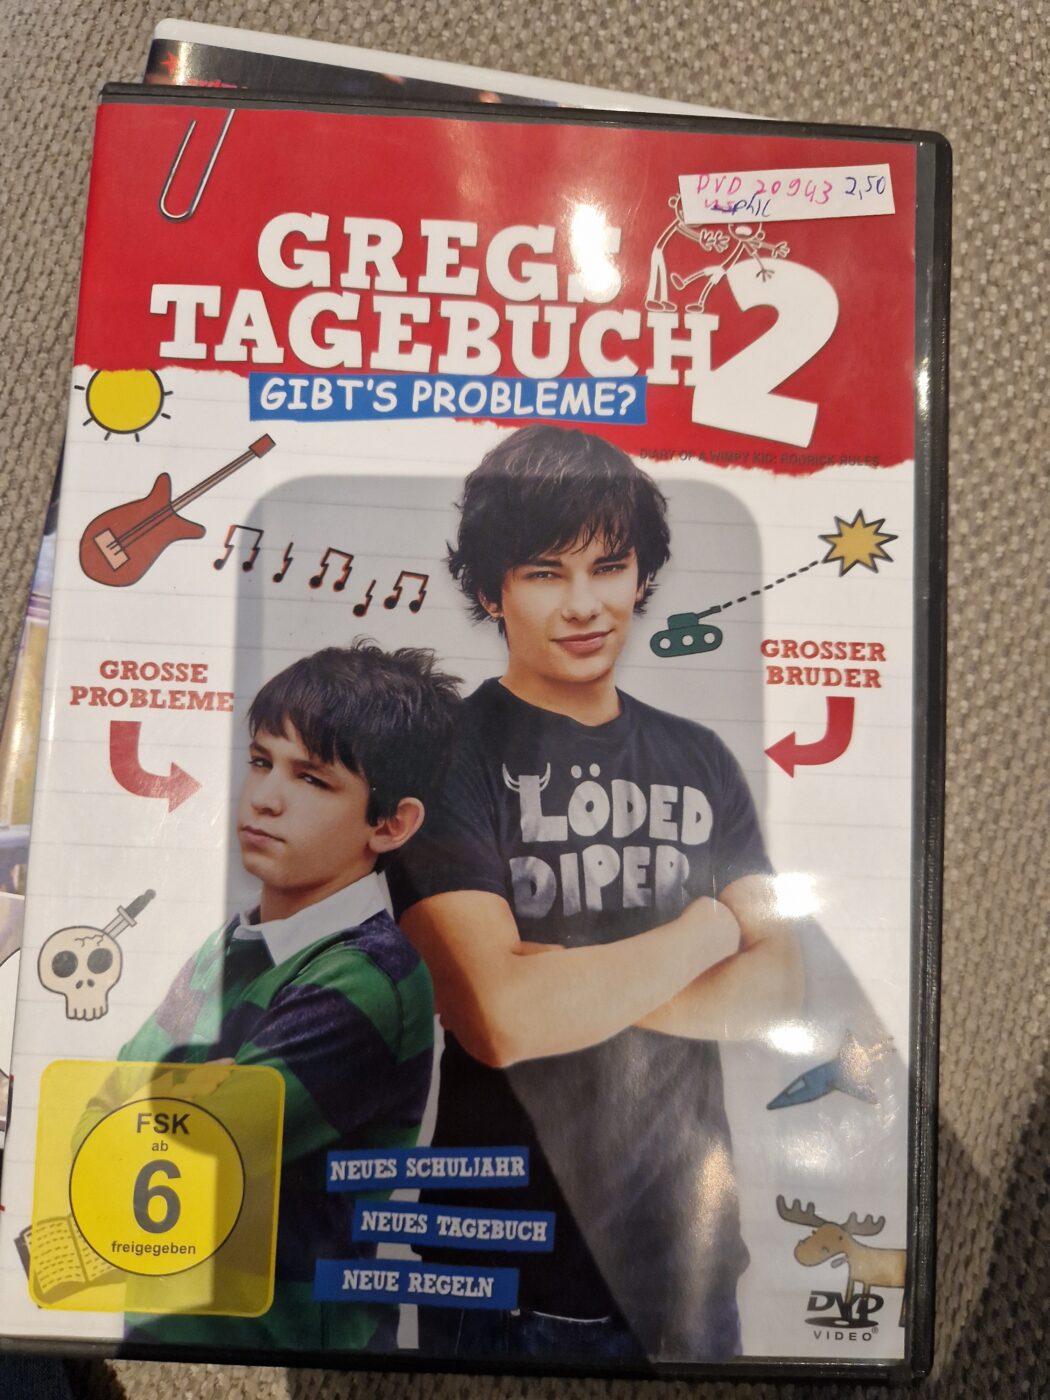 DVD 20943 2,50
GREGS
TAGEBUCH 2
GIBT'S PROBLEME?
DIARY OF A WIMPY KID: RODRICK RULES
GROSSE
PROBLEME
GROSSER
BRUDER
LÖDED
DIPER
FSK
ab
6
freigegeben
NEUES SCHULJAHR
NEUES TAGEBUCH
NEUE REGELN
DVD
VIDEO